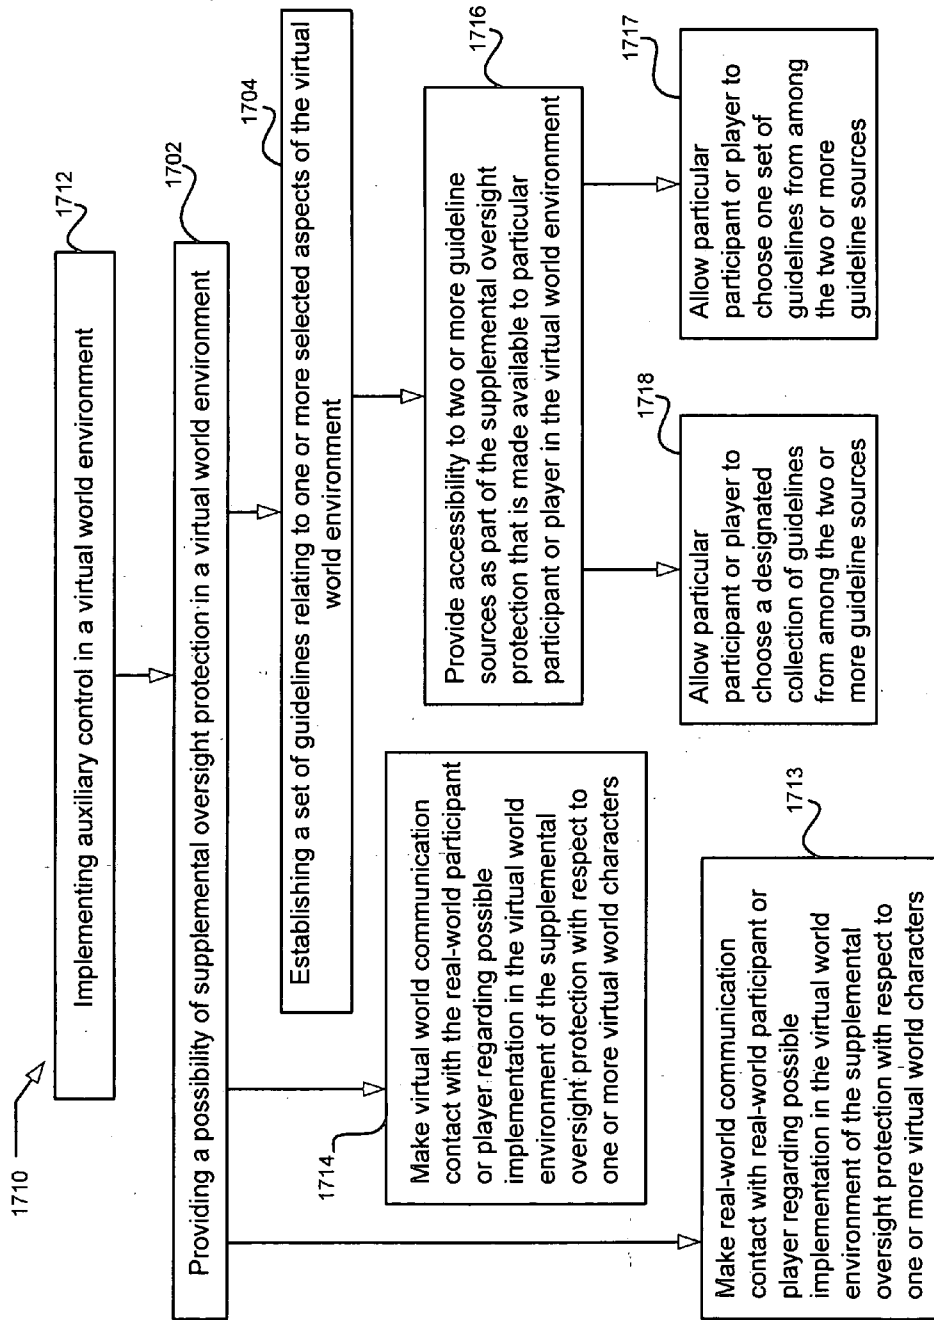 1710
1712
Implementing auxiliary control in a virtual world environment
1702
Providing a possibility of supplemental oversight protection in a virtual world environment
1704
Establishing a set of guidelines relating to one or more selected aspects of the virtual
world environment
1714
Make virtual world communication
contact with the real-world participant
or player regarding possible
implementation in the virtual world
environment of the supplemental
oversight protection with respect to
one or more virtual world characters
1716
Provide accessibility to two or more guideline
sources as part of the supplemental oversight
protection that is made available to particular
participant or player in the virtual world environment
1713
Make real-world communication
contact with real-world participant or
player regarding possible
implementation in the virtual world
environment of the supplemental
oversight protection with respect to
one or more virtual world characters
1718
Allow particular
participant or player to
choose a designated
collection of guidelines
from among the two or
more guideline sources
1717
Allow particular
participant or player to
choose one set of
guidelines from among
the two or more
guideline sources